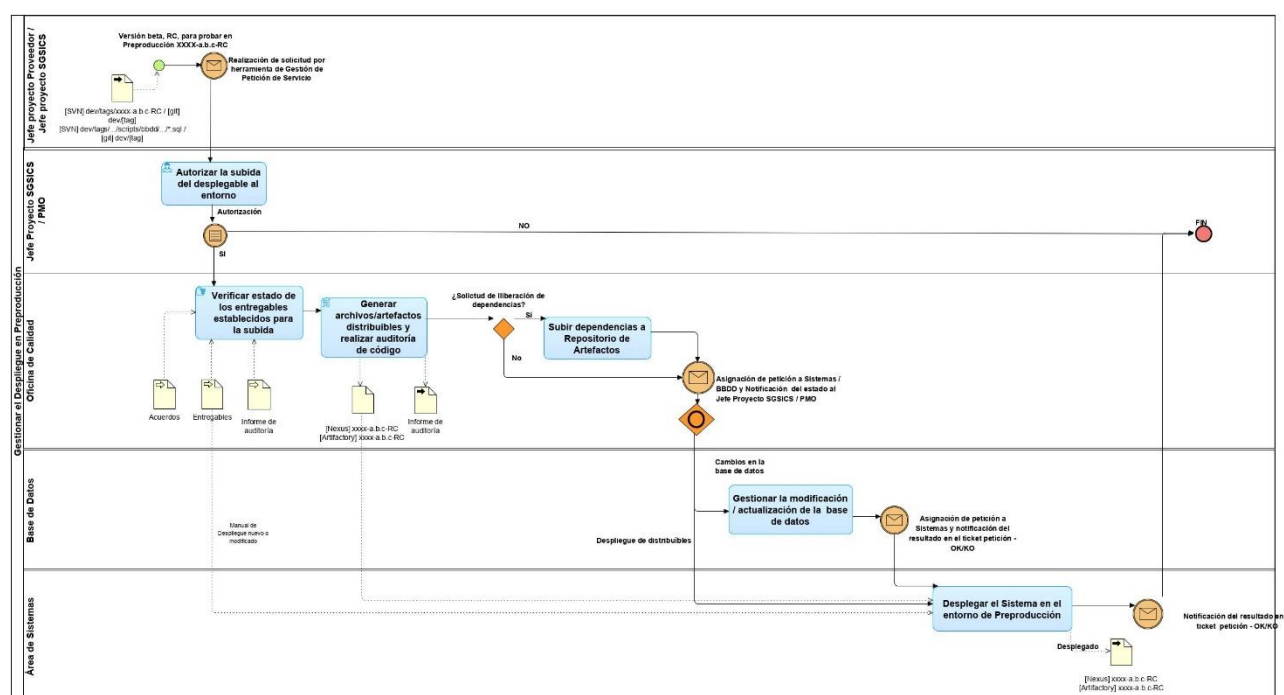 Gestionar el Despliegue en Preproducción
Jefe proyecto Proveedor /
Jefe proyecto SGSICS
Versión beta, RC, para probar en
Preproducción XXXX-a.b.c-RC
Realización de solicitud por
herramienta de Gestión de
Petición de Servicio
[SVN] dev/tags/xxxx-a.b.c-RC / [git]
dev/[tag]
[SVN] dev/tags/.../scripts/bbdd/.../*.sql /
[git] dev/[tag]
Jefe Proyecto SGSICS
/ PMO
Autorizar la subida
del desplegable al
entorno
Autorización
NO
FIN
SI
Oficina de Calidad
Verificar estado de
los entregables
establecidos para
la subida
Generar
archivos/artefactos
distribuibles y
realizar auditoría
de código
¿Solictud de lliberación de
dependencias?
Sí
No
Subir dependencias a
Repositorio de
Artefactos
Asignación de petición a Sistemas /
BBDD y Notificación del estado al
Jefe Proyecto SGSICS / PMO
Acuerdos
Entregables
Informe de
auditoría
[Nexus] xxxx-a.b.c-RC
[Artifactory] xxxx-a.b.c-RC
Informe de
auditoría
Base de Datos
Cambios en la
base de datos
Gestionar la modificación
/ actualización de la base
de datos
Asignación de petición a
Sistemas y notificación del
resultado en el ticket petición -
OK/KO
Manual de
Despliegue nuevo o
modificado
Despliegue de distribuíbles
Área de Sistemas
Desplegar el Sistema en el
entorno de Preproducción
Notificación del resultado en
ticket petición - OK/KO
Desplegado
[Nexus] xxxx-a.b.c-RC
[Artifactory] xxxx-a.b.c-RC